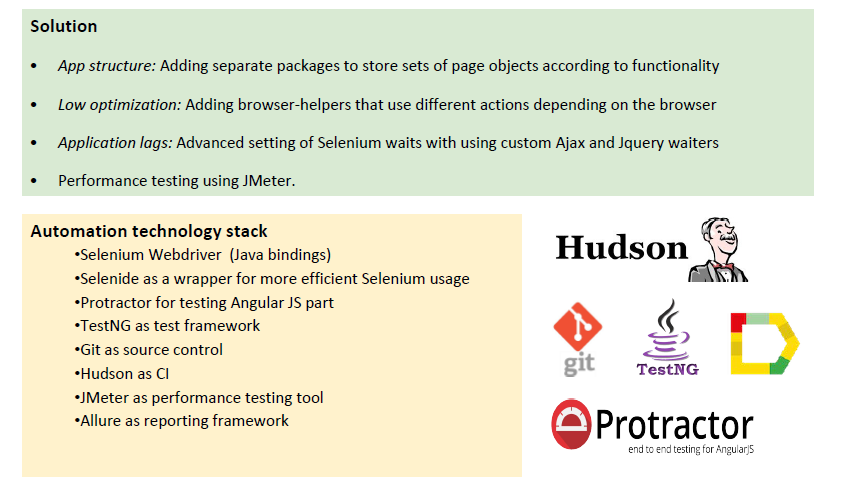 Solution
• App structure: Adding separate packages to store sets of page objects according to functionality
• Low optimization: Adding browser-helpers that use different actions depending on the browser
• Application lags: Advanced setting of Selenium waits with using custom Ajax and Jquery waiters
• Performance testing using JMeter.
Automation technology stack
•Selenium Webdriver (Java bindings)
•Selenide as a wrapper for more efficient Selenium usage
•Protractor for testing Angular JS part
•TestNG as test framework
•Git as source control
•Hudson as CI
•JMeter as performance testing tool
•Allure as reporting framework
Hudson
git
TestNG
Protractor
end to end testing for AngularJS